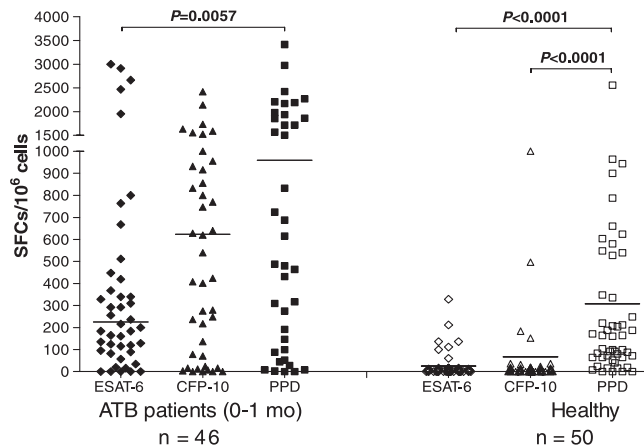 P=0.0057
P<0.0001
P<0.0001
SFCs/10⁶ cells
4000
3500
3000
2500
2000
1500
1000
900
800
700
600
500
400
300
200
100
0
ESAT-6 CFP-10 PPD ESAT-6 CFP-10 PPD
ATB patients (0-1 mo) Healthy
n = 46 n = 50